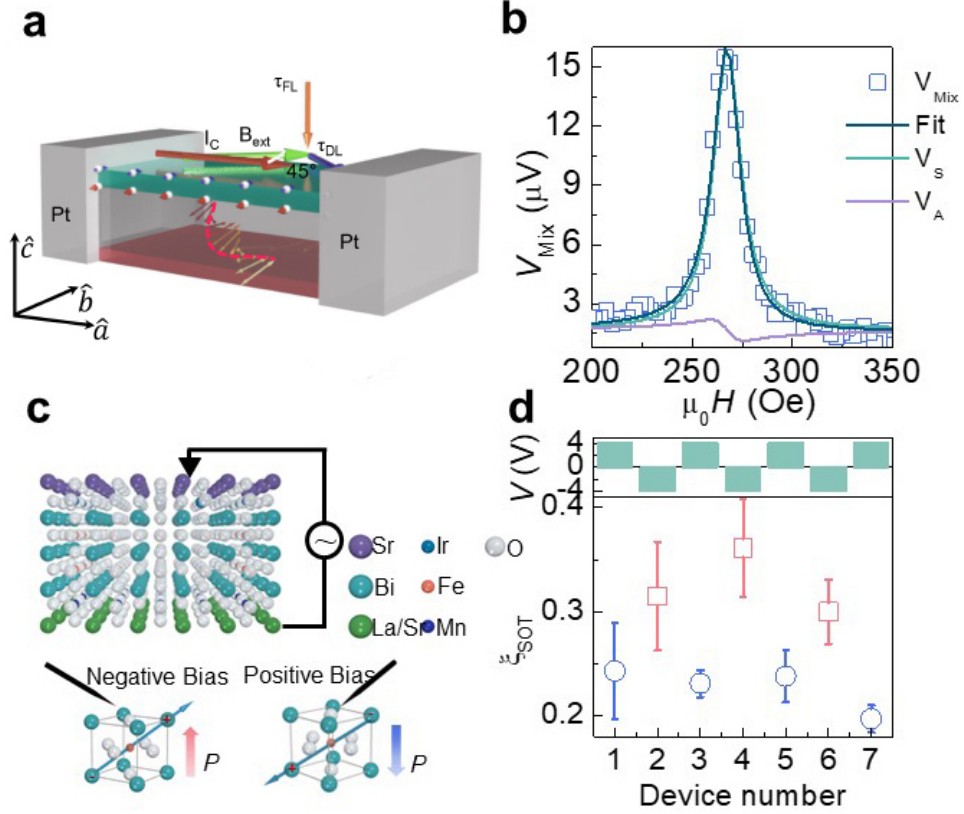 a
τFL
IC
Bext
τDL
45°
Pt
Pt
ĉ
b̂
â
b
VMix (μV)
15
12
9
6
3
200 250 300 350
μ0H (Oe)
VMix
Fit
VS
VA
c
Sr Ir O
Bi Fe
La/Sr Mn
~
Negative Bias Positive Bias
+
-
P
-
+
P
d
V (V)
4
0
-4
ξSOT
0.4
0.3
0.2
1 2 3 4 5 6 7
Device number